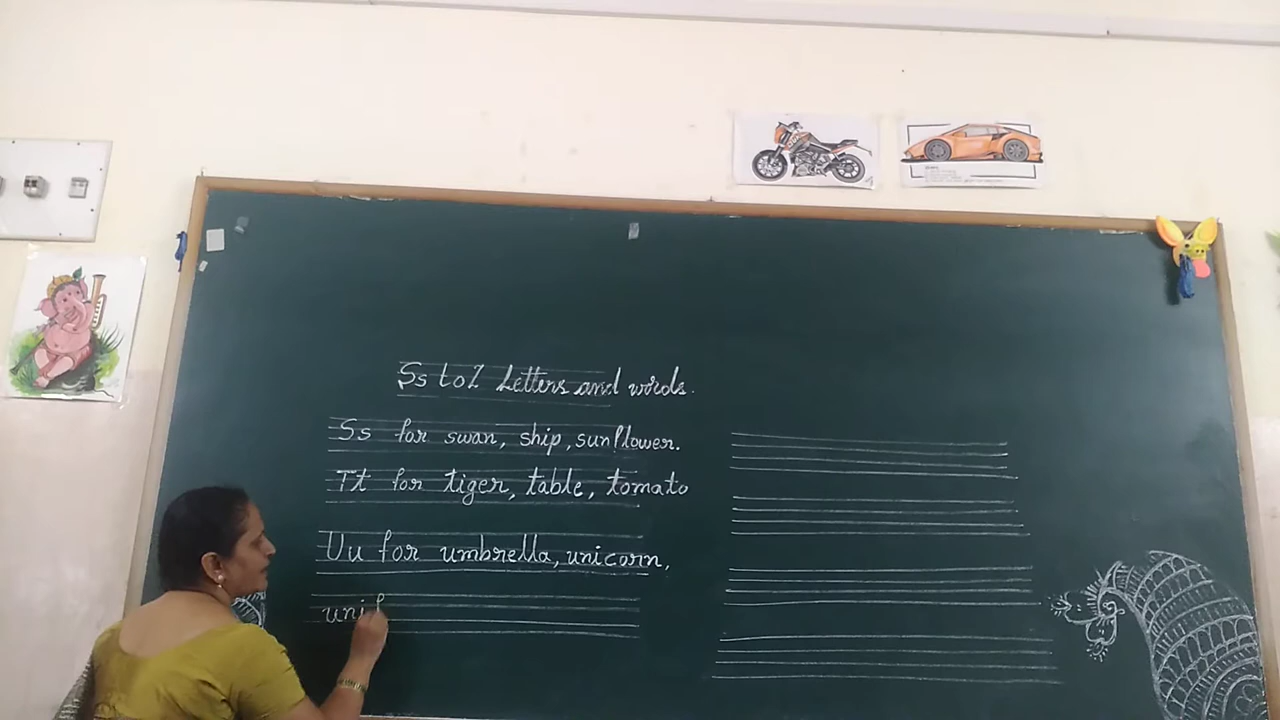 Ss to Z Letters and words.
Ss for swan, ship, sunflower.
Tt for tiger, table, tomato
Uu for umbrella, unicorn,
unif